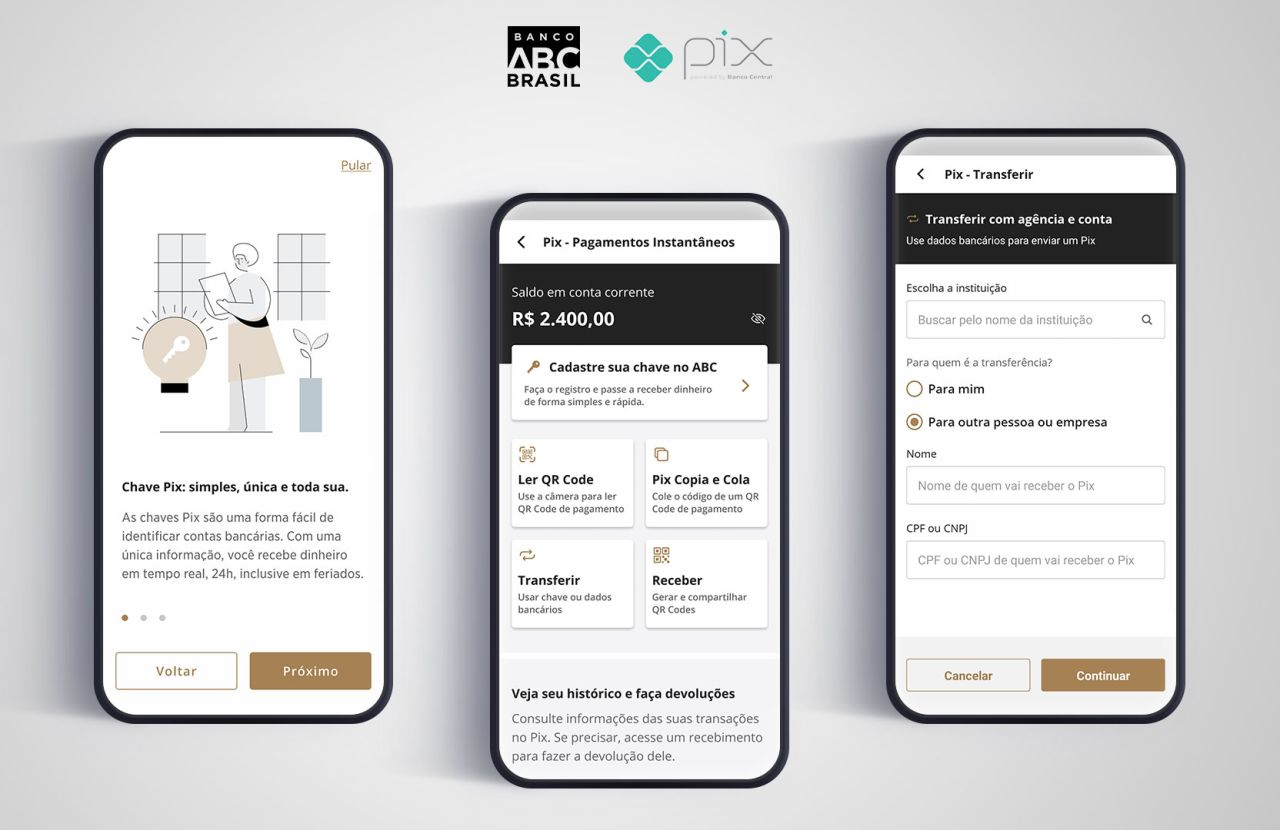 BANCO
ABC
BRASIL
pix
powered by Banco Central
Pular
Chave Pix: simples, única e toda sua.
As chaves Pix são uma forma fácil de
identificar contas bancárias. Com uma
única informação, você recebe dinheiro
em tempo real, 24h, inclusive em feriados.
Voltar
Próximo
Pix - Pagamentos Instantâneos
Saldo em conta corrente
R$ 2.400,00
Cadastre sua chave no ABC
Faça o registro e passe a receber dinheiro
de forma simples e rápida.
Ler QR Code
Use a câmera para ler
QR Code de pagamento
Pix Copia e Cola
Cole o código de um QR
Code de pagamento
Transferir
Usar chave ou dados
bancários
Receber
Gerar e compartilhar
QR Codes
Veja seu histórico e faça devoluções
Consulte informações das suas transações
no Pix. Se precisar, acesse um recebimento
para fazer a devolução dele.
Pix - Transferir
Transferir com agência e conta
Use dados bancários para enviar um Pix
Escolha a instituição
Buscar pelo nome da instituição
Para quem é a transferência?
Para mim
Para outra pessoa ou empresa
Nome
Nome de quem vai receber o Pix
CPF ou CNPJ
CPF ou CNPJ de quem vai receber o Pix
Cancelar
Continuar